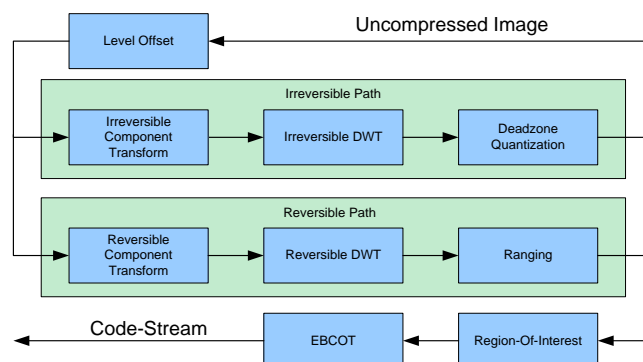 Uncompressed Image
Level Offset
Irreversible Path
Irreversible
Component
Transform
Irreversible DWT
Deadzone
Quantization
Reversible Path
Reversible
Component
Transform
Reversible DWT
Ranging
Code-Stream
EBCOT
Region-Of-Interest